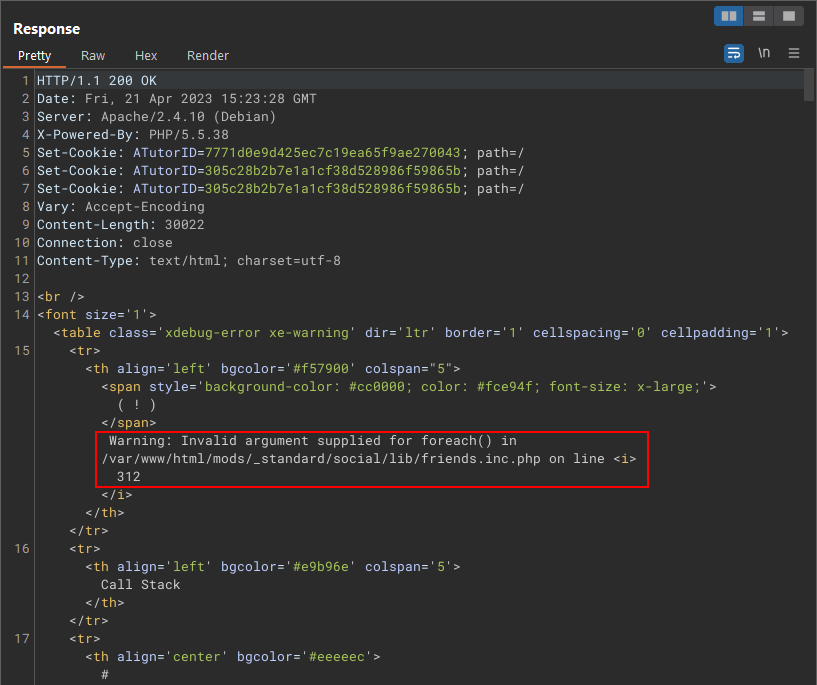 Response
Pretty Raw Hex Render \n
1 HTTP/1.1 200 OK
2 Date: Fri, 21 Apr 2023 15:23:28 GMT
3 Server: Apache/2.4.10 (Debian)
4 X-Powered-By: PHP/5.5.38
5 Set-Cookie: ATutorID=7771d0e9d425ec7c19ea65f9ae270043; path=/
6 Set-Cookie: ATutorID=305c28b2b7e1a1cf38d528986f59865b; path=/
7 Set-Cookie: ATutorID=305c28b2b7e1a1cf38d528986f59865b; path=/
8 Vary: Accept-Encoding
9 Content-Length: 30022
10 Connection: close
11 Content-Type: text/html; charset=utf-8
12
13 <br />
14 <font size='1'>
<table class='xdebug-error xe-warning' dir='ltr' border='1' cellspacing='0' cellpadding='1'>
15 <tr>
<th align='left' bgcolor='#f57900' colspan="5">
<span style='background-color: #cc0000; color: #fce94f; font-size: x-large;'>
( ! )
</span>
Warning: Invalid argument supplied for foreach() in
/var/www/html/mods/_standard/social/lib/friends.inc.php on line <i>
312
</i>
</th>
</tr>
16 <tr>
<th align='left' bgcolor='#e9b96e' colspan='5'>
Call Stack
</th>
</tr>
17 <tr>
<th align='center' bgcolor='#eeeeec'>
#